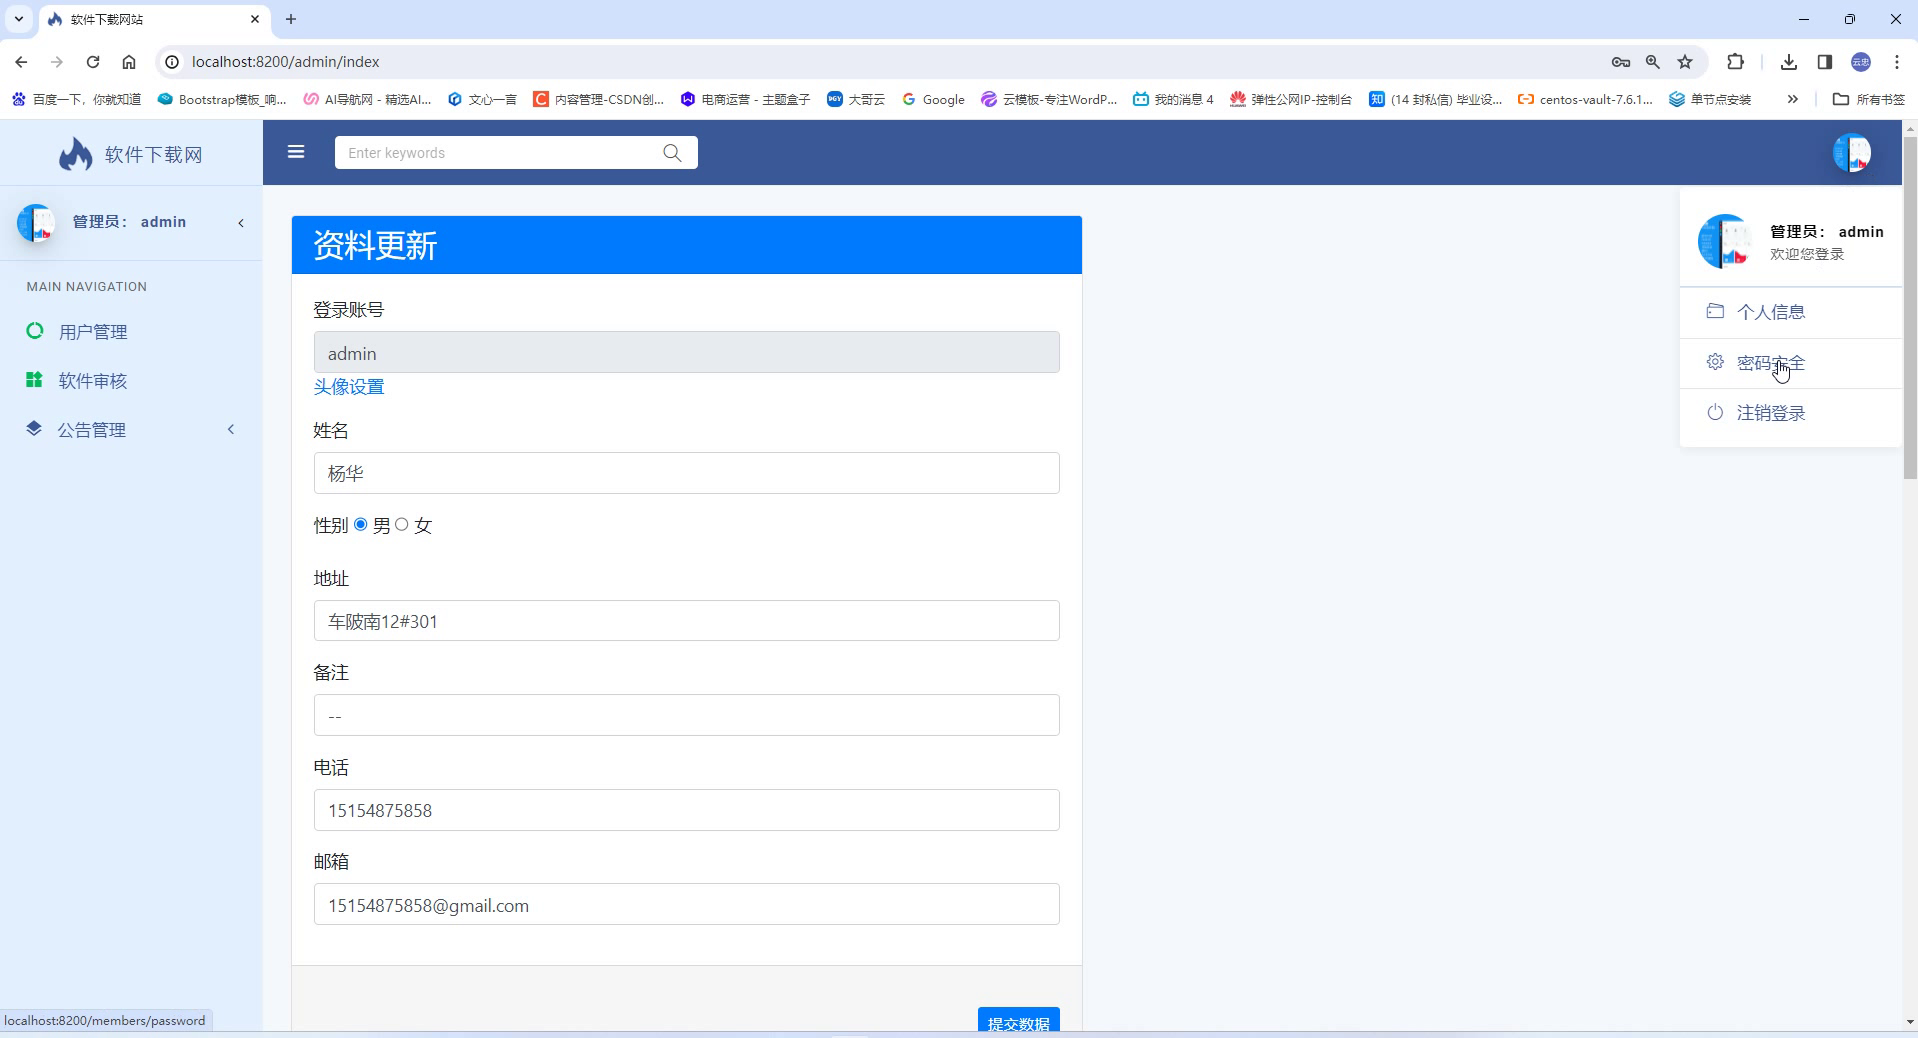 软件下载网站
localhost:8200/admin/index
云忠
百度一下，你就知道
Bootstrap模板_响...
AI导航网 - 精选AI...
文心一言
内容管理-CSDN创...
电商运营 - 主题盒子
大哥云
Google
云模板-专注WordP...
我的消息 4
弹性公网IP-控制台
知
(14 封私信) 毕业设...
centos-vault-7.6.1...
单节点安装
所有书签
软件下载网
Enter keywords
管理员： admin
MAIN NAVIGATION
用户管理
软件审核
公告管理
资料更新
登录账号
admin
头像设置
姓名
杨华
性别 男 女
地址
车陂南12#301
备注
--
电话
15154875858
邮箱
15154875858@gmail.com
提交数据
管理员： admin
欢迎您登录
个人信息
密码安全
注销登录
localhost:8200/members/password